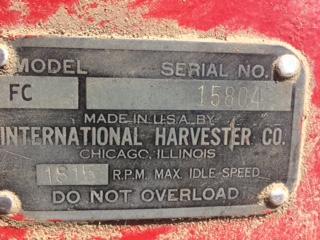 MODEL SERIAL NO.
FC 15804
MADE IN U.S.A. BY
INTERNATIONAL HARVESTER CO.
CHICAGO, ILLINOIS
1815 R.P.M. MAX. IDLE SPEED
DO NOT OVERLOAD